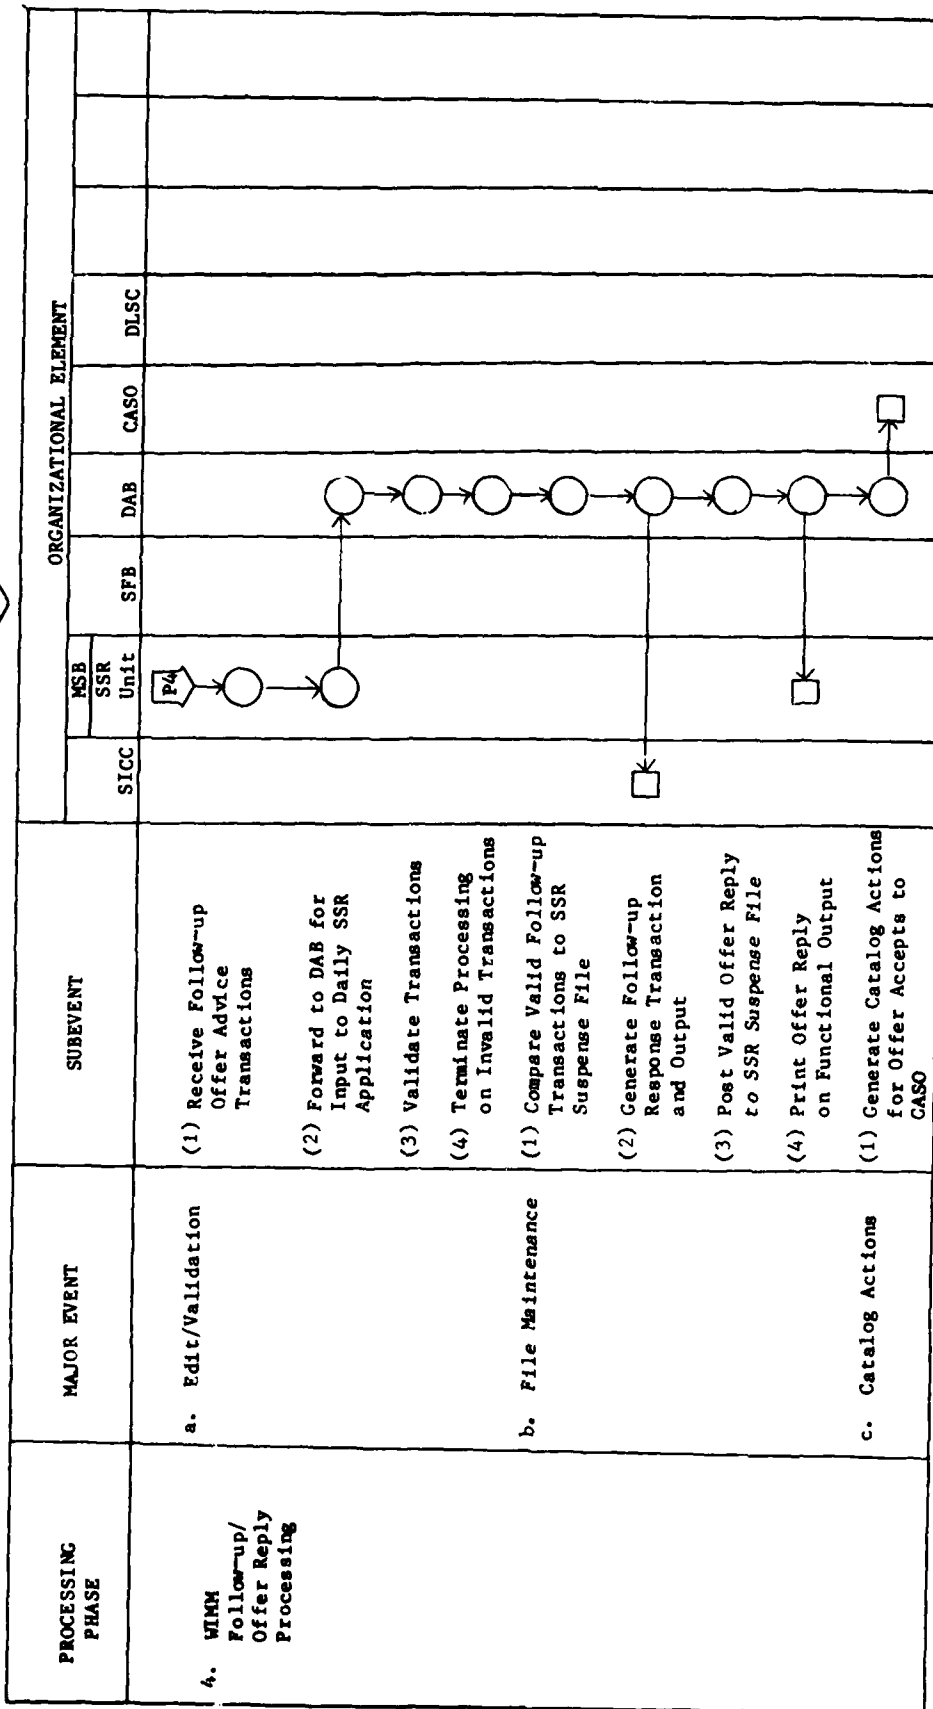 PROCESSING
PHASE
MAJOR EVENT
SUBEVENT
ORGANIZATIONAL ELEMENT
SICC
MSB
SSR
Unit
SFB
DAB
CASO
DLSC
4. WIMM
Follow-up/
Offer Reply
Processing
a. Edit/Validation
(1) Receive Follow-up
Offer Advice
Transactions
P4
(2) Forward to DAB for
Input to Daily SSR
Application
(3) Validate Transactions
(4) Terminate Processing
on Invalid Transactions
b. File Maintenance
(1) Compare Valid Follow-up
Transactions to SSR
Suspense File
(2) Generate Follow-up
Response Transaction
and Output
(3) Post Valid Offer Reply
to SSR Suspense File
(4) Print Offer Reply
on Functional Output
c. Catalog Actions
(1) Generate Catalog Actions
for Offer Accepts to
CASO